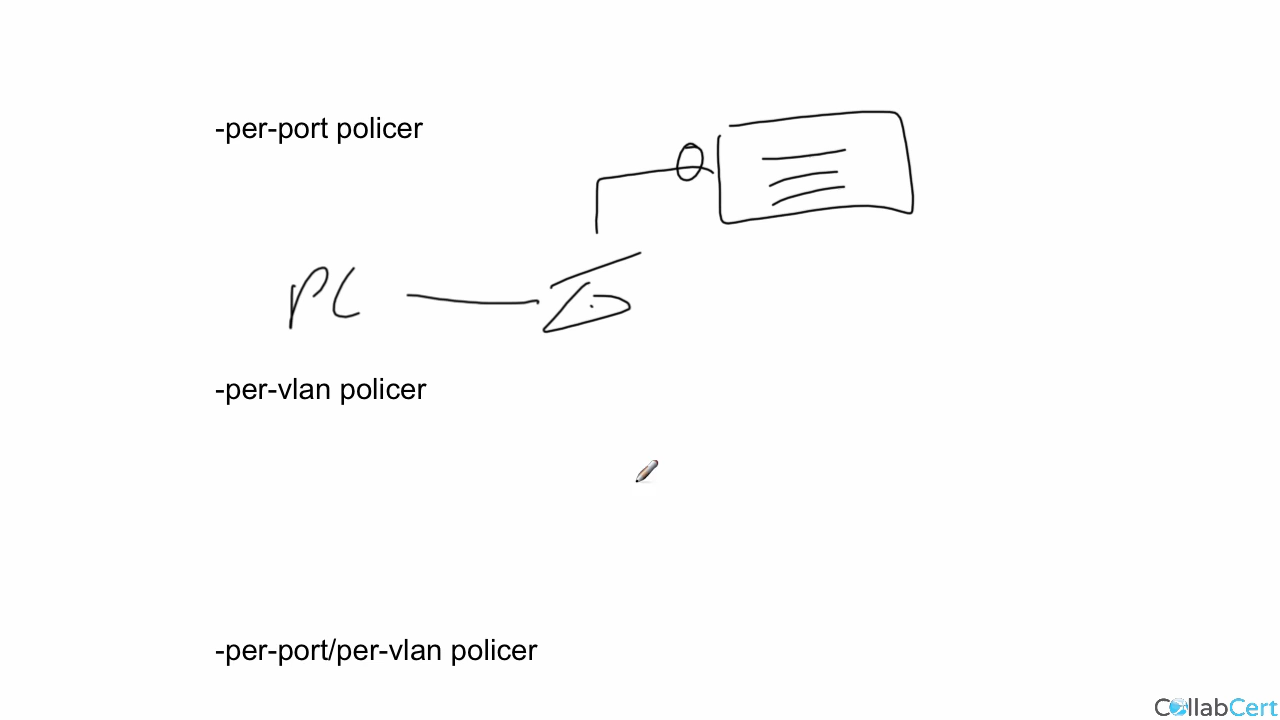 -per-port policer
PC
-per-vlan policer
-per-port/per-vlan policer
CollabCert